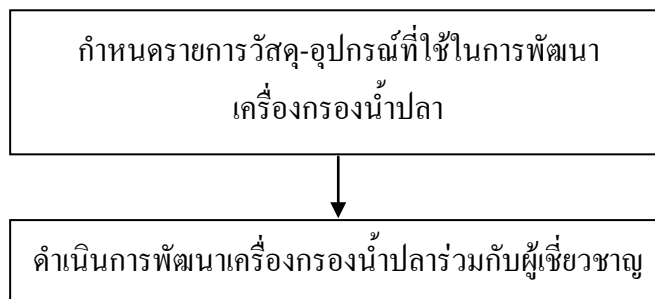 กำหนดรายการวัสดุ-อุปกรณ์ที่ใช้ในการพัฒนา
เครื่องกรองน้ำปลา
ดำเนินการพัฒนาเครื่องกรองน้ำปลาร่วมกับผู้เชี่ยวชาญ